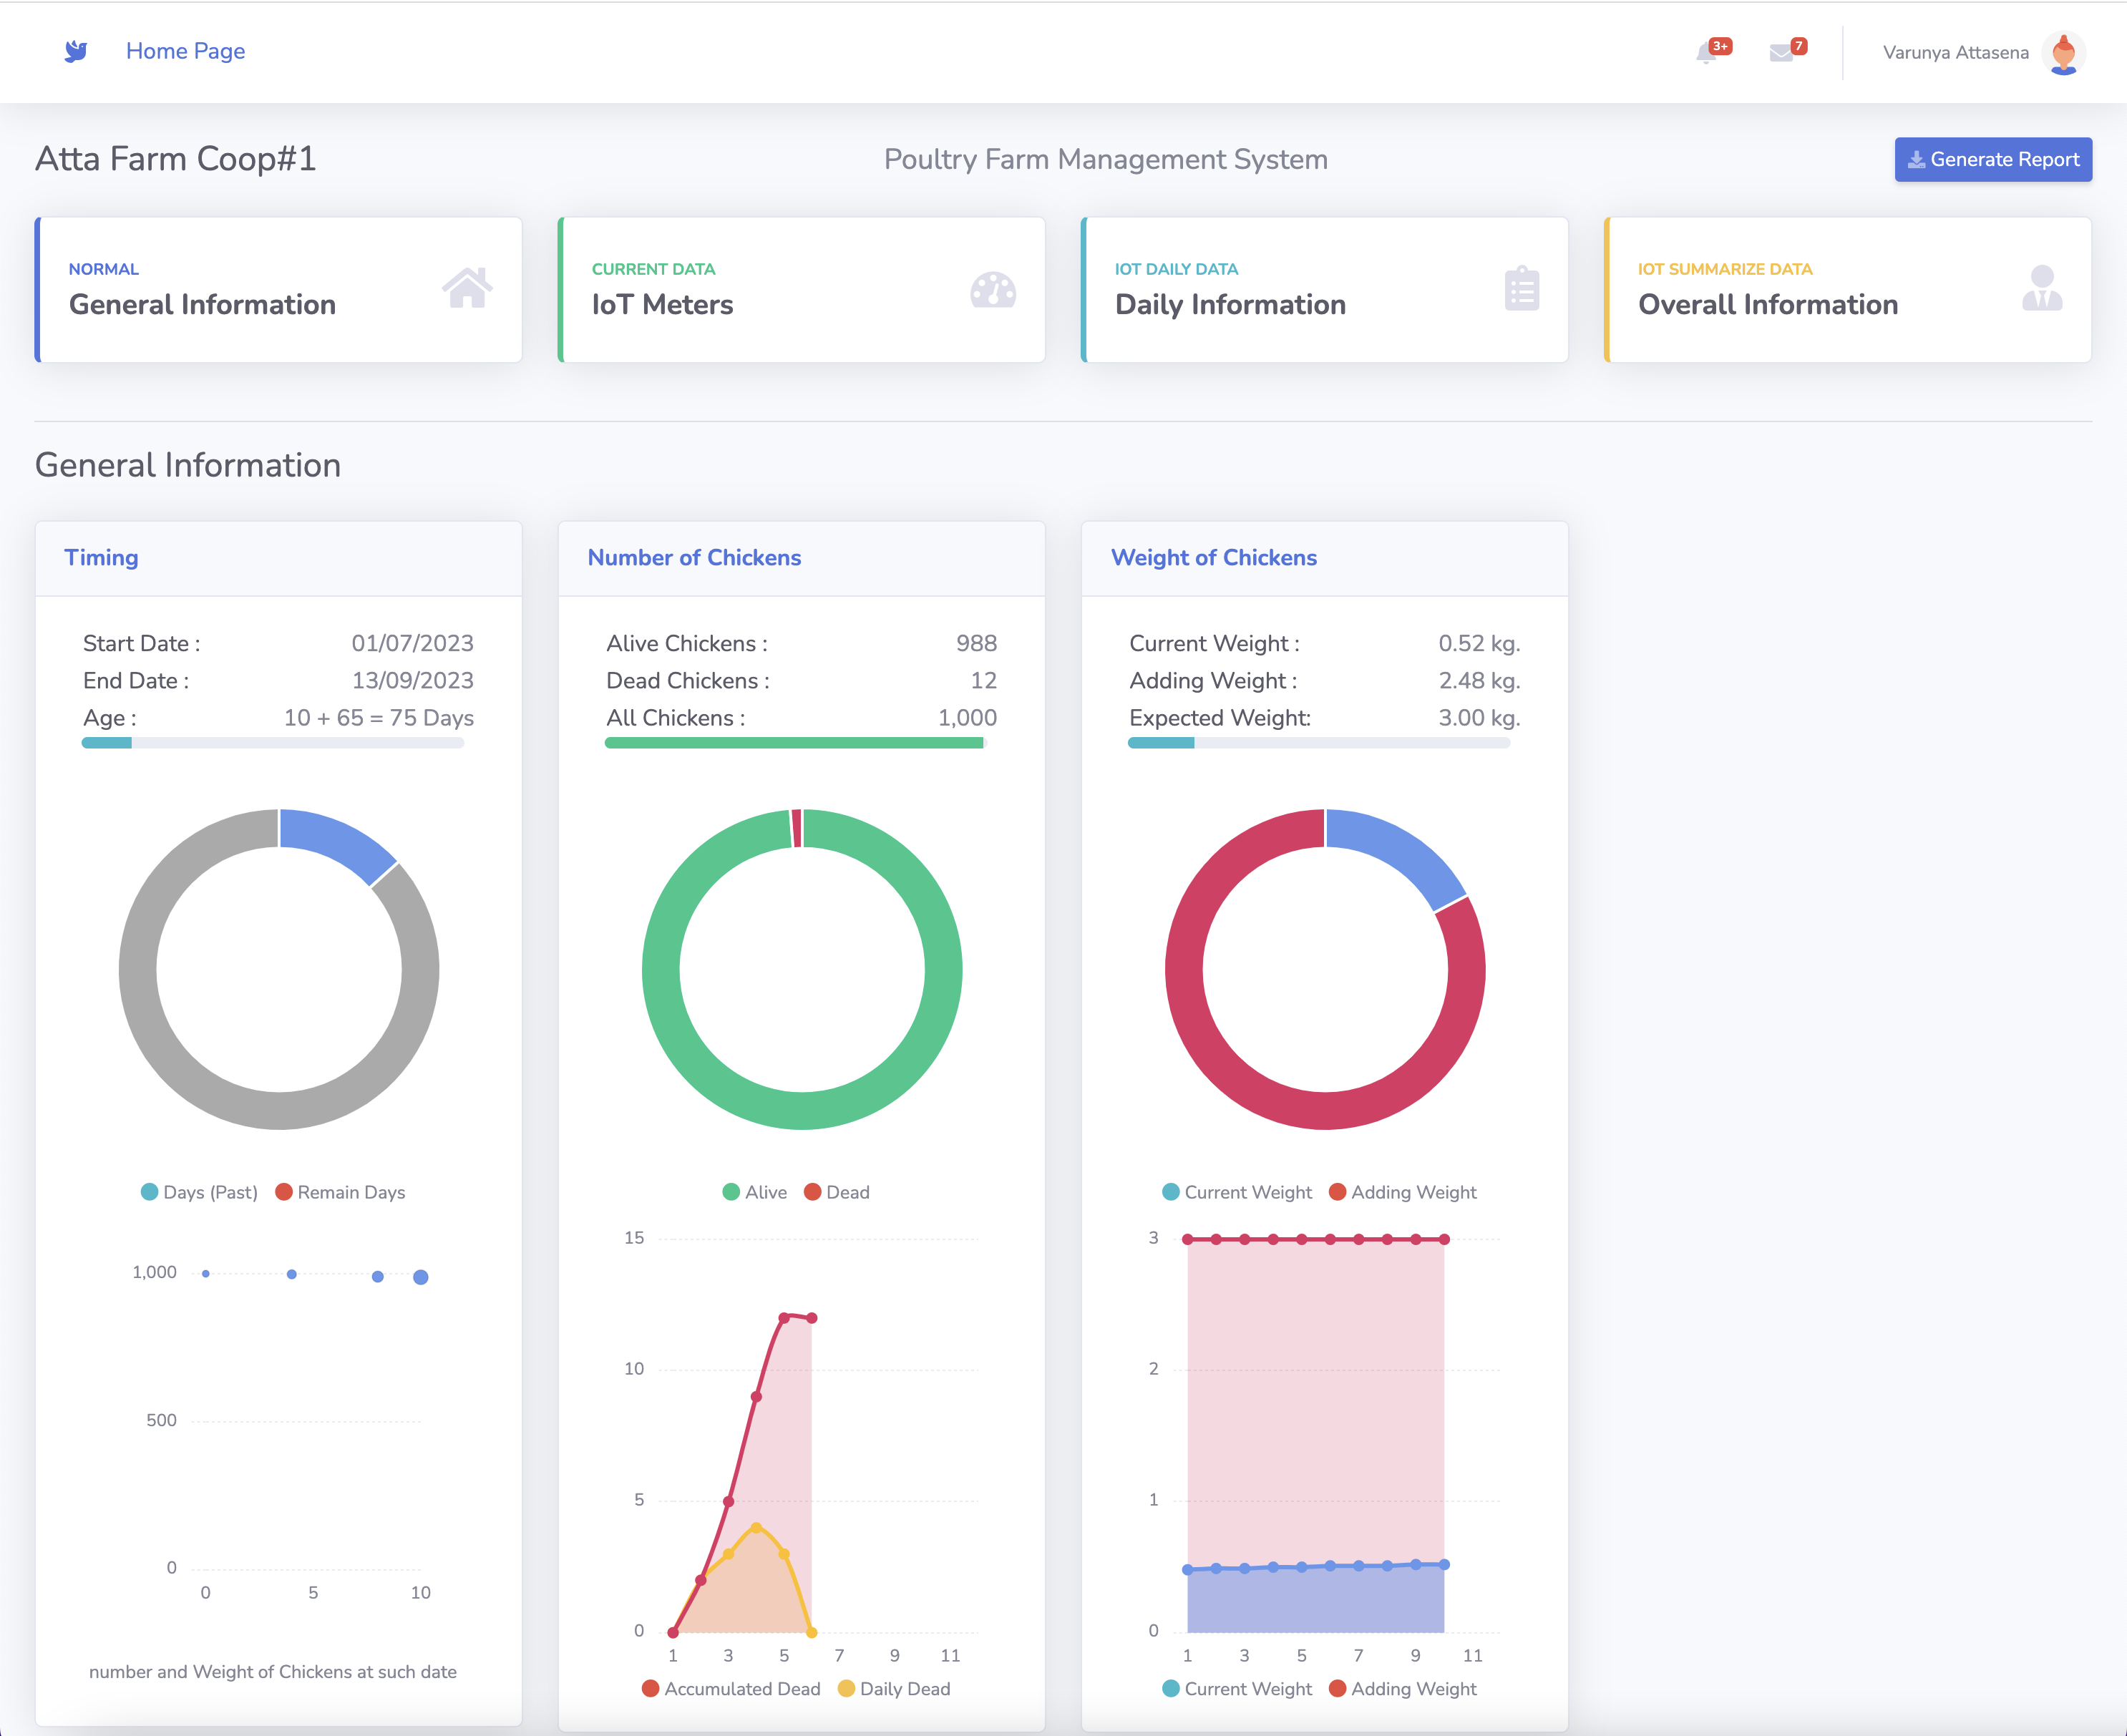 Home Page
3+
7
Varunya Attasena
Atta Farm Coop#1
Poultry Farm Management System
Generate Report
NORMAL
General Information
CURRENT DATA
IoT Meters
IOT DAILY DATA
Daily Information
IOT SUMMARIZE DATA
Overall Information
General Information
Timing
Start Date : 01/07/2023
End Date : 13/09/2023
Age : 10 + 65 = 75 Days
Days (Past) Remain Days
1,000
500
0
0 5 10
number and Weight of Chickens at such date
Number of Chickens
Alive Chickens : 988
Dead Chickens : 12
All Chickens : 1,000
Alive Dead
15
10
5
0
1 3 5 7 9 11
Accumulated Dead Daily Dead
Weight of Chickens
Current Weight : 0.52 kg.
Adding Weight : 2.48 kg.
Expected Weight: 3.00 kg.
Current Weight Adding Weight
3
2
1
0
1 3 5 7 9 11
Current Weight Adding Weight